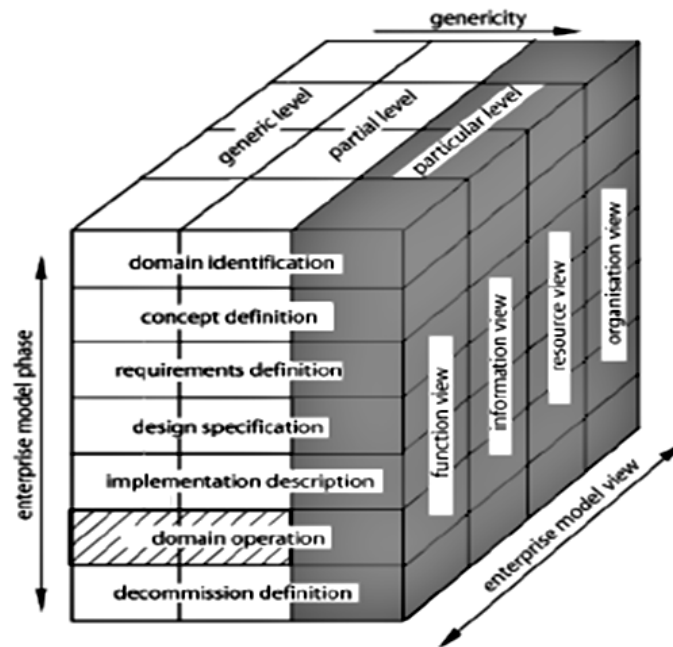 genericity
generic level
partial level
particular level
domain identification
concept definition
requirements definition
design specification
implementation description
domain operation
decommission definition
enterprise model phase
function view
information view
resource view
organisation view
enterprise model view